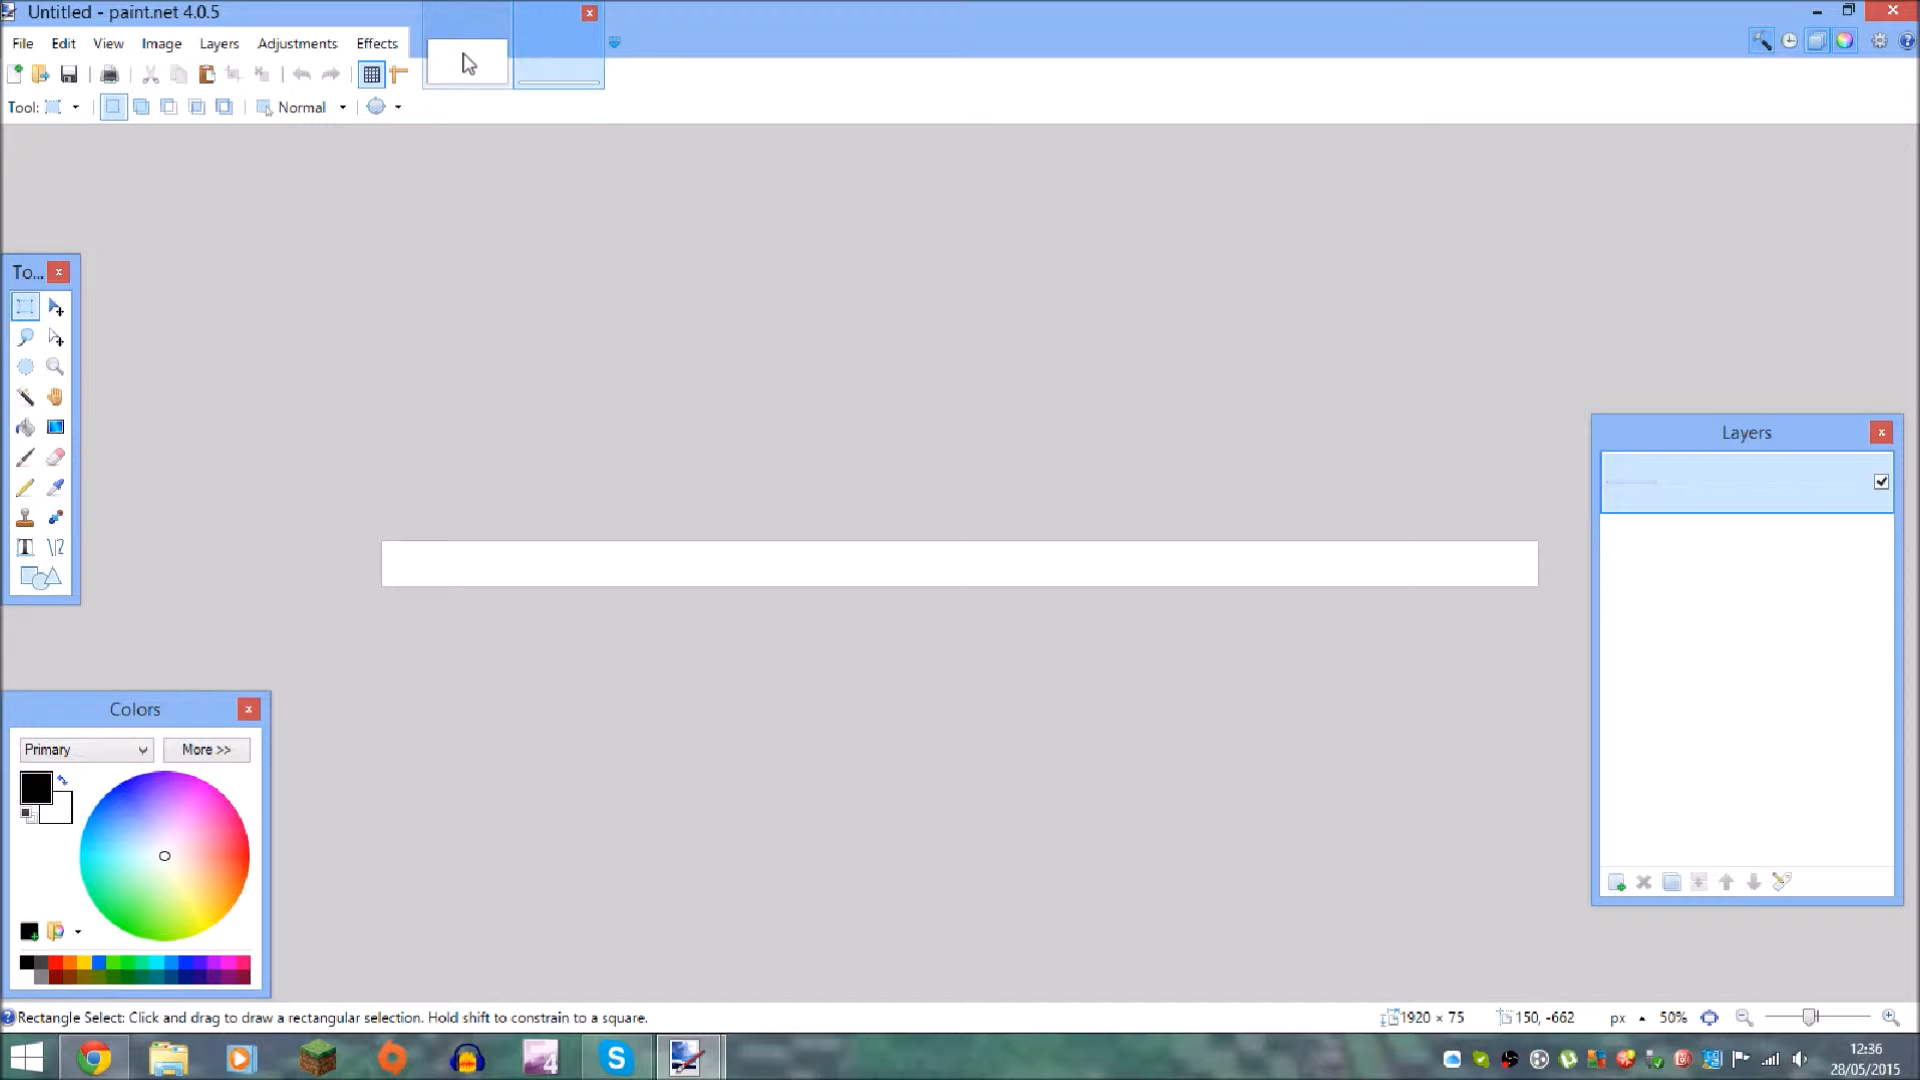 Untitled - paint.net 4.0.5
File Edit View Image Layers Adjustments Effects
Tool: Normal
To...
Layers
Colors
Primary More >>
Rectangle Select: Click and drag to draw a rectangular selection. Hold shift to constrain to a square.
1920 × 75 150, -662 px 50%
12:36
28/05/2015